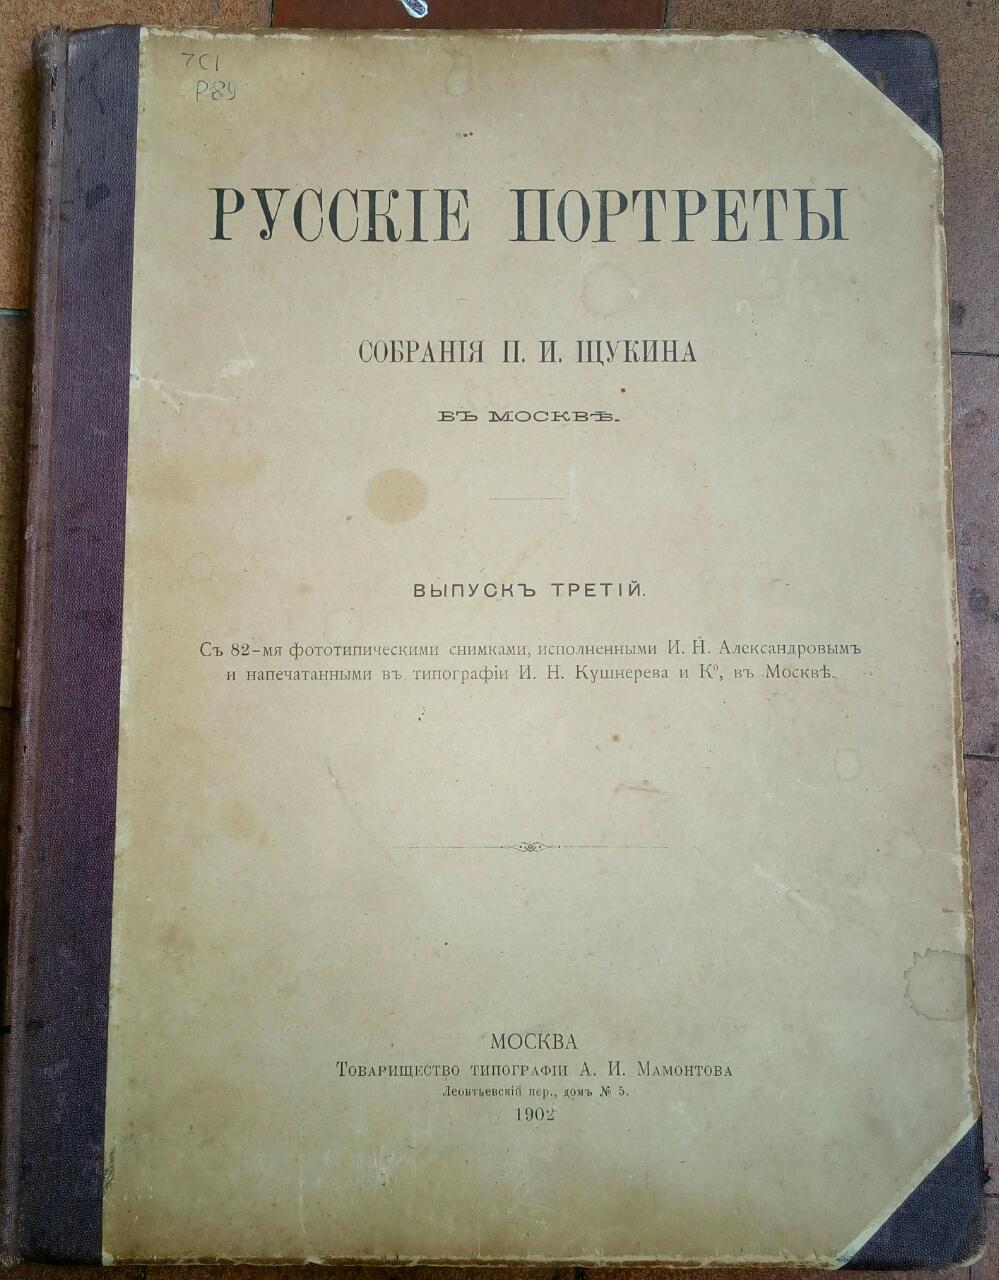 7С1
Р89
РУССКІЕ ПОРТРЕТЫ
СОБРАНІЯ П. И. ЩУКИНА
ВЪ МОСКВѢ.
ВЫПУСКЪ ТРЕТІЙ.
Съ 82-мя фототипическими снимками, исполненными И. Н. Александровымъ
и напечатанными въ типографіи И. Н. Кушнерева и Кº, въ Москвѣ.
МОСКВА
Товарищество типографіи А. И. Мамонтова
Леонтьевскій пер., домъ № 5.
1902